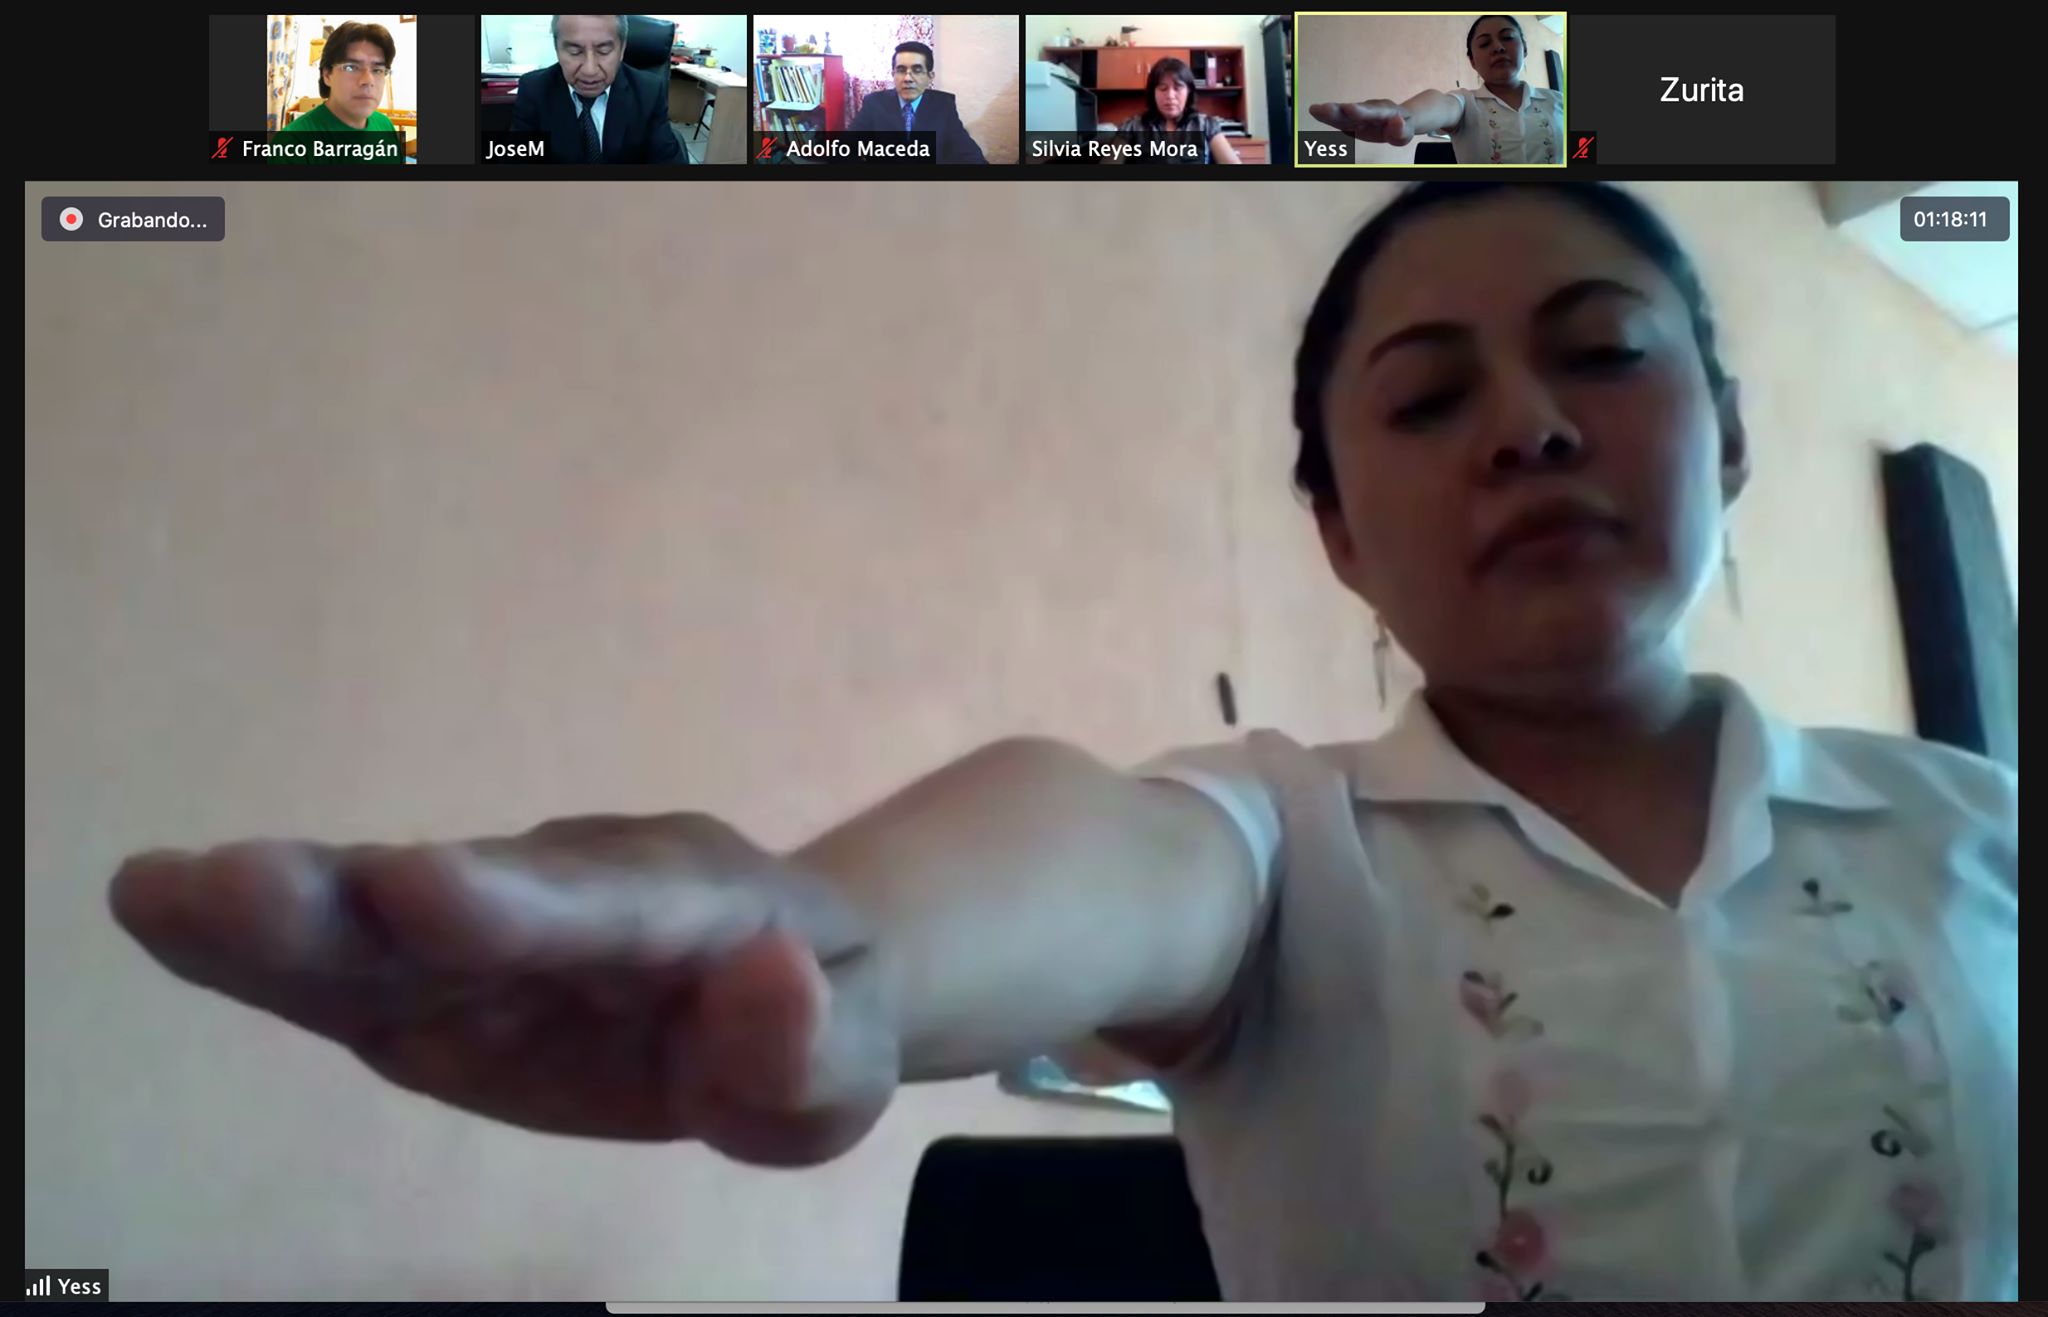 Franco Barragán
JoseM
Adolfo Maceda
Silvia Reyes Mora
Yess
Zurita
Grabando...
01:18:11
Yess